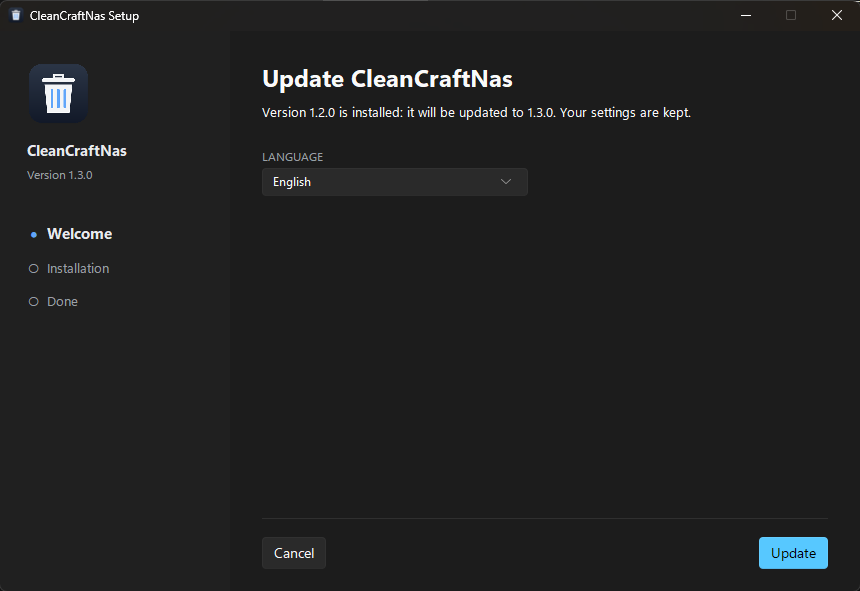 CleanCraftNas Setup
CleanCraftNas
Version 1.3.0
Welcome
Installation
Done
Update CleanCraftNas
Version 1.2.0 is installed: it will be updated to 1.3.0. Your settings are kept.
LANGUAGE
English
Cancel
Update